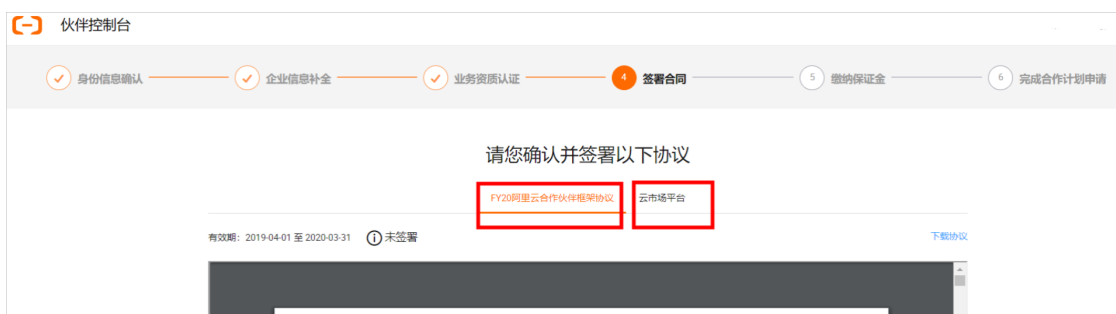 伙伴控制台
身份信息确认 企业信息补全 业务资质认证 4 签署合同 5 缴纳保证金 6 完成合作计划申请
请您确认并签署以下协议
FY20阿里云合作伙伴框架协议 云市场平台
有效期：2019-04-01 至 2020-03-31 未签署 下载协议